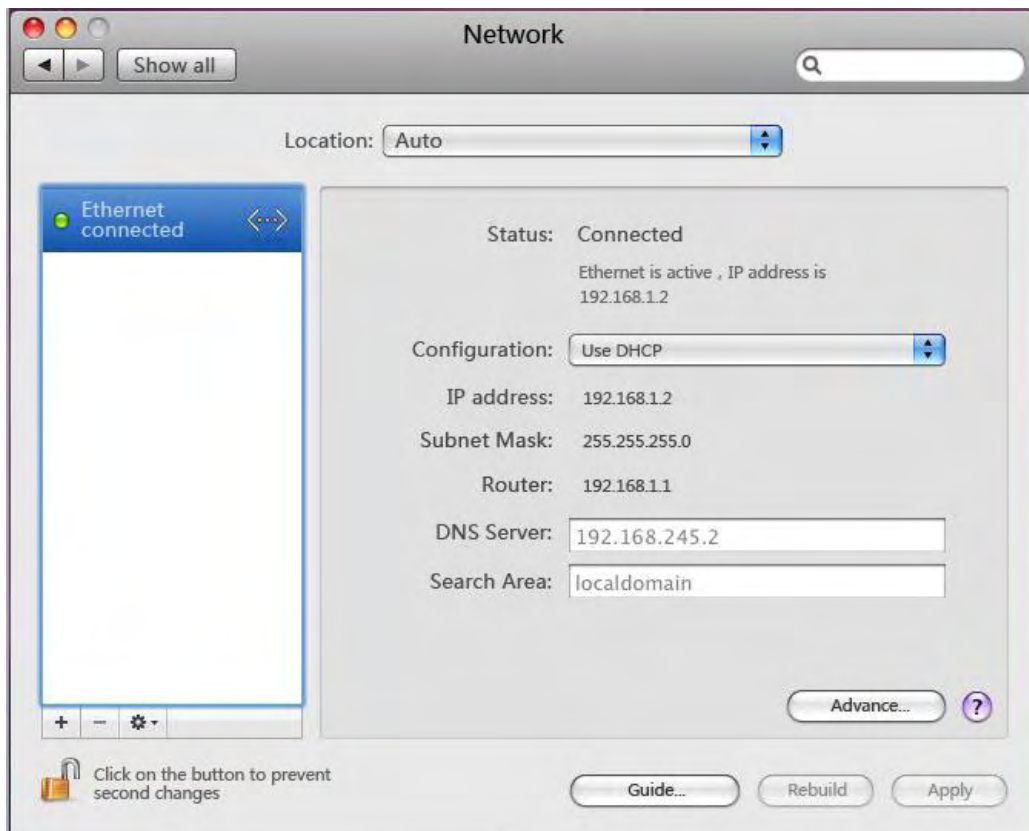 Network
Show all
Location: Auto
Ethernet
connected
Status: Connected
Ethernet is active , IP address is
192.168.1.2
Configuration: Use DHCP
IP address: 192.168.1.2
Subnet Mask: 255.255.255.0
Router: 192.168.1.1
DNS Server: 192.168.245.2
Search Area: localdomain
Advance... ?
Click on the button to prevent
second changes
Guide... Rebuild Apply